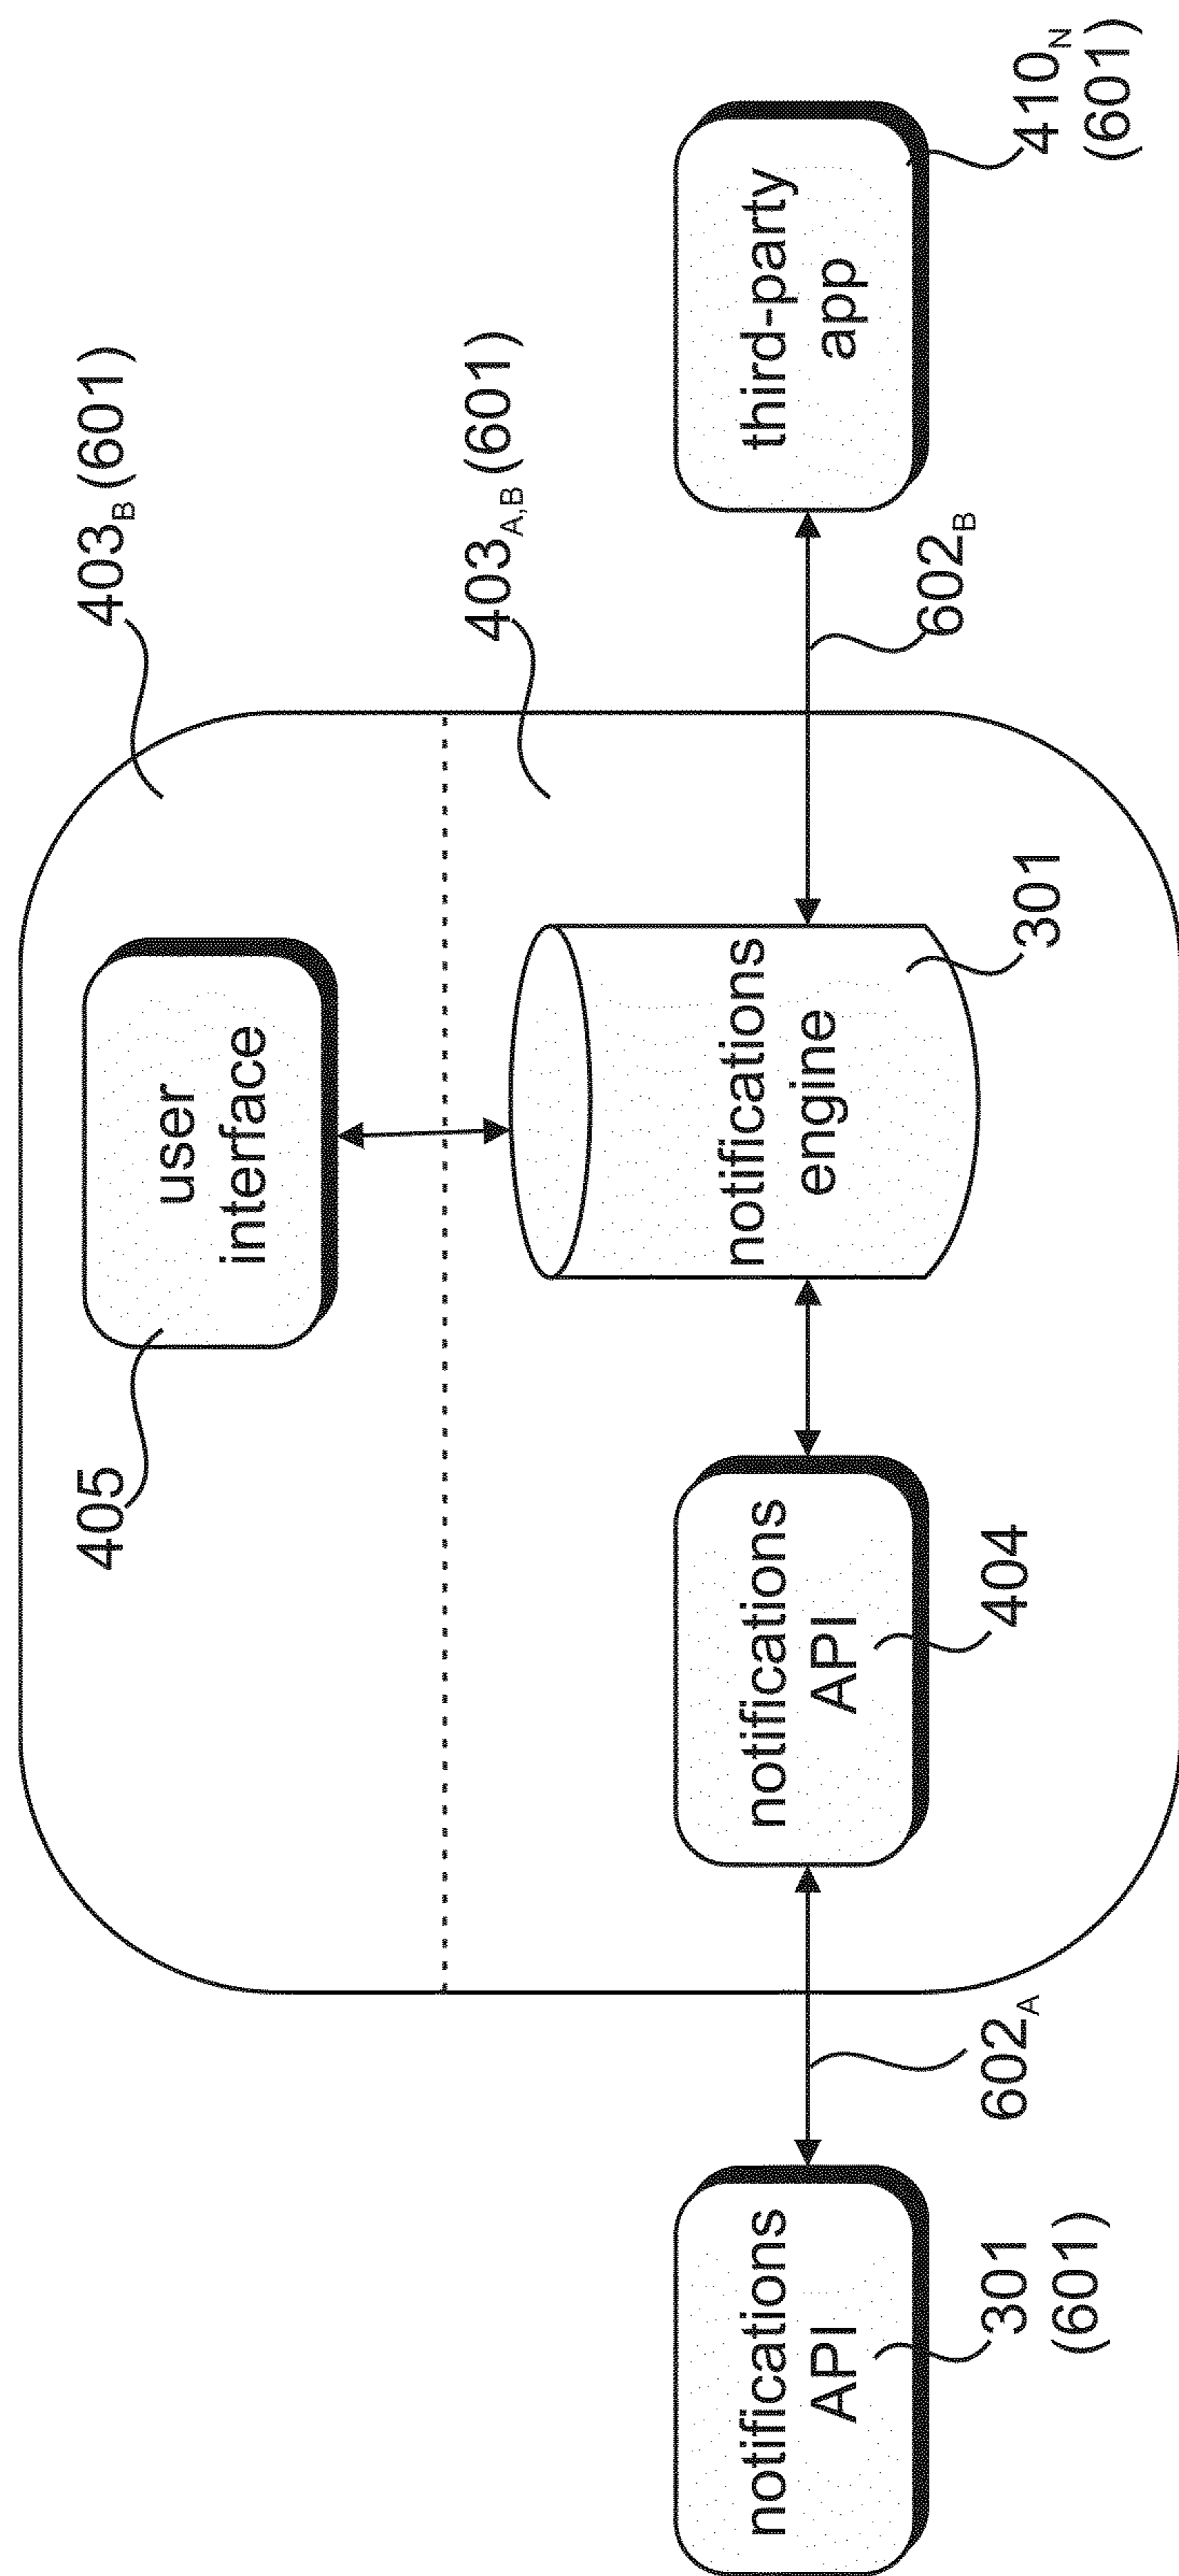 403B (601)
405
user
interface
403A,B (601)
notifications
API
602A
notifications
API
notifications
engine
602B
third-party
app
301
(601)
404
301
410N
(601)